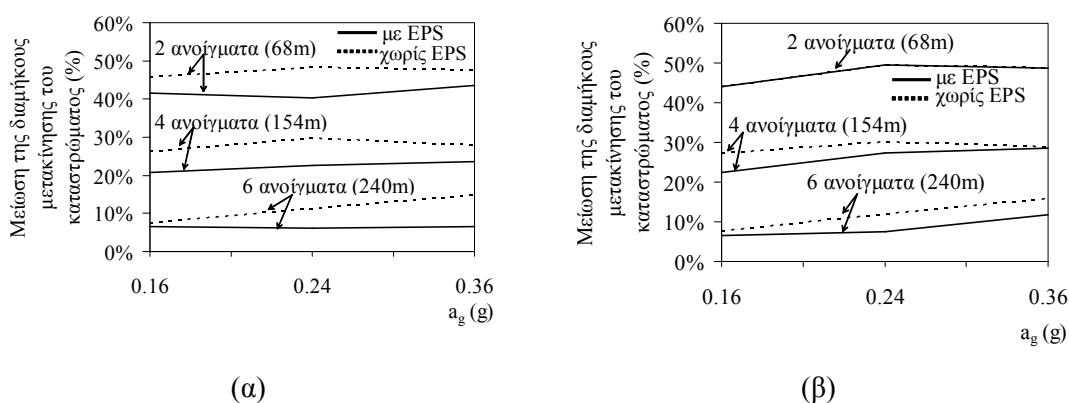 Μείωση της διαμήκους
μετακίνησης του
καταστρώματος (%)
60%
50%
40%
30%
20%
10%
0%
2 ανοίγματα (68m)
με EPS
χωρίς EPS
4 ανοίγματα (154m)
6 ανοίγματα (240m)
0.16
0.24
0.36
a_g (g)
(α)
Μείωση της διαμήκους
μετακίνησης του
καταστρώματος (%)
60%
50%
40%
30%
20%
10%
0%
2 ανοίγματα (68m)
με EPS
χωρίς EPS
4 ανοίγματα (154m)
6 ανοίγματα (240m)
0.16
0.24
0.36
a_g (g)
(β)